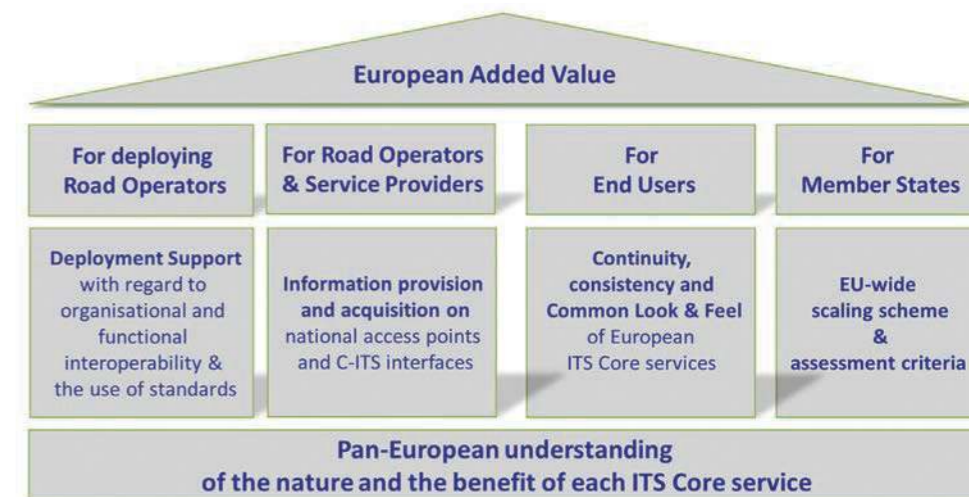 European Added Value
For deploying
Road Operators
For Road Operators
& Service Providers
For
End Users
For
Member States
Deployment Support
with regard to
organisational and
functional
interoperability &
the use of standards
Information provision
and acquisition on
national access points
and C-ITS interfaces
Continuity,
consistency and
Common Look & Feel
of European
ITS Core services
EU-wide
scaling scheme
&
assessment criteria
Pan-European understanding
of the nature and the benefit of each ITS Core service